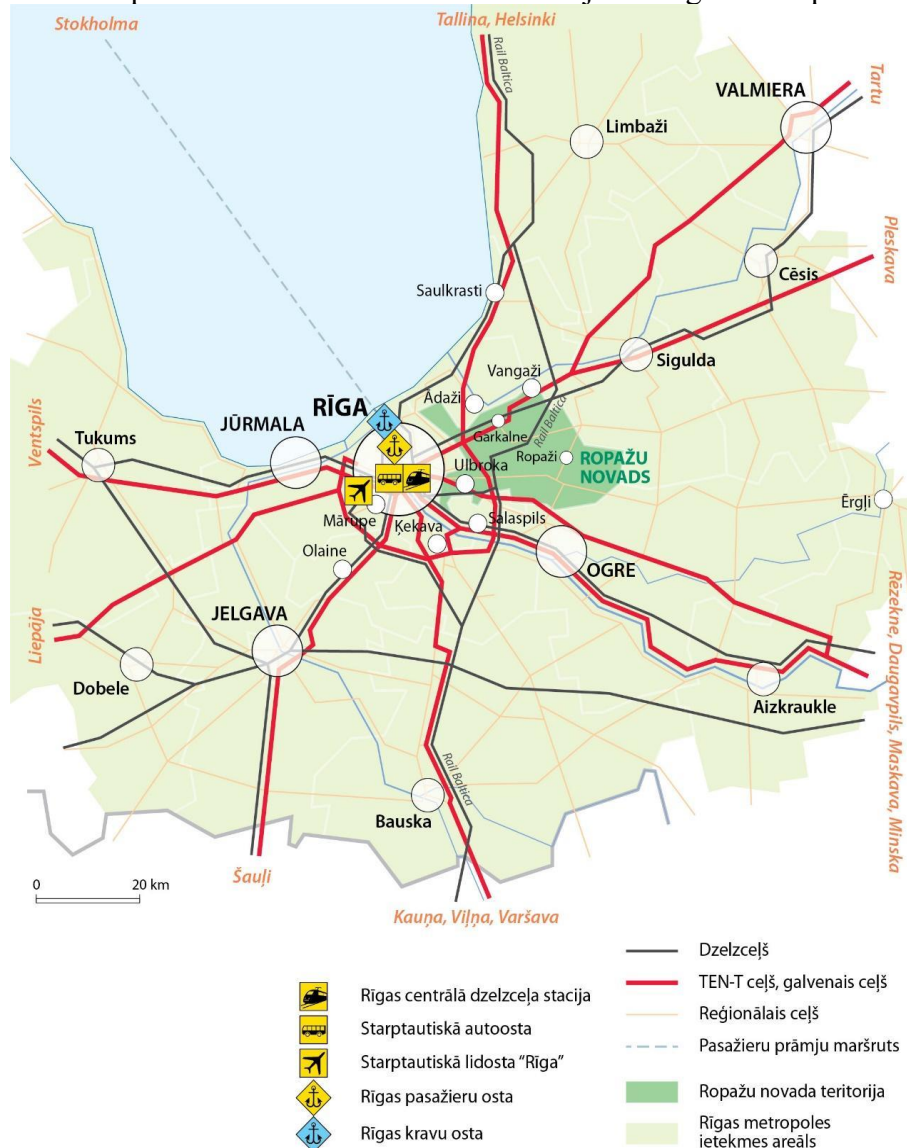 Stokholma
Tallina, Helsinki
Rail Baltica
Tartu
VALMIERA
Limbaži
Pleskava
Cēsis
Saulkrasti
Sigulda
Vangaži
Ādaži
RĪGA
Rail Baltica
Garkalne
JŪRMALA
Ventspils
Tukums
Ulbroka
Ropaži
ROPAŽU
NOVADS
Ērgļi
Mārupe
Ķekava
Salaspils
Olaine
OGRE
JELGAVA
Liepāja
Dobele
Aizkraukle
Rēzekne, Daugavpils, Maskava, Minska
Rail Baltica
Bauska
Šauļi
0 20 km
Kauņa, Viļņa, Varšava
Rīgas centrālā dzelzceļa stacija
Starptautiskā autoosta
Starptautiskā lidosta “Rīga”
Rīgas pasažieru osta
Rīgas kravu osta
Dzelzceļš
TEN-T ceļš, galvenais ceļš
Reģionālais ceļš
Pasažieru prāmju maršruts
Ropažu novada teritorija
Rīgas metropoles
ietekmes areāls